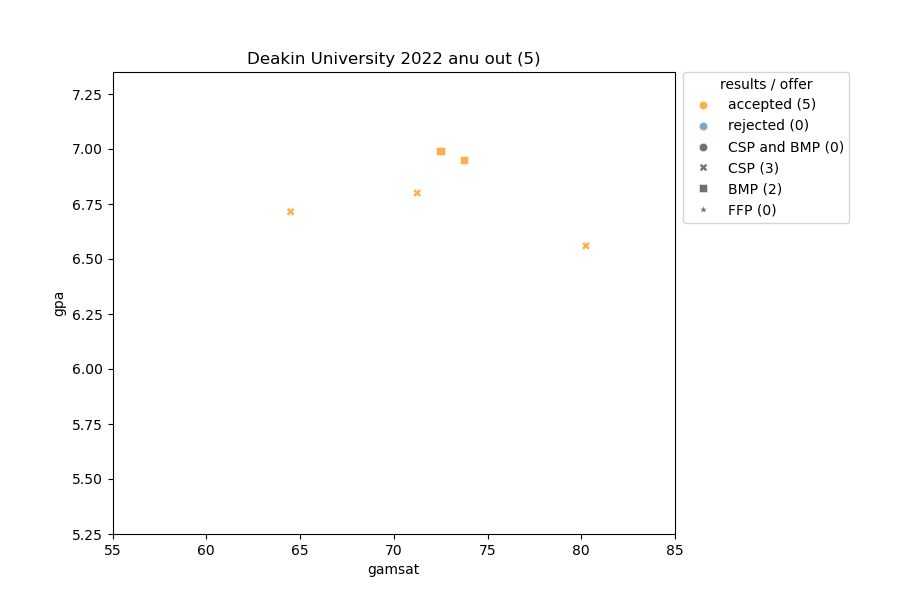 Deakin University 2022 anu out (5)
results / offer
accepted (5)
rejected (0)
CSP and BMP (0)
CSP (3)
BMP (2)
FFP (0)
gpa
7.25
7.00
6.75
6.50
6.25
6.00
5.75
5.50
5.25
55 60 65 70 75 80 85
gamsat